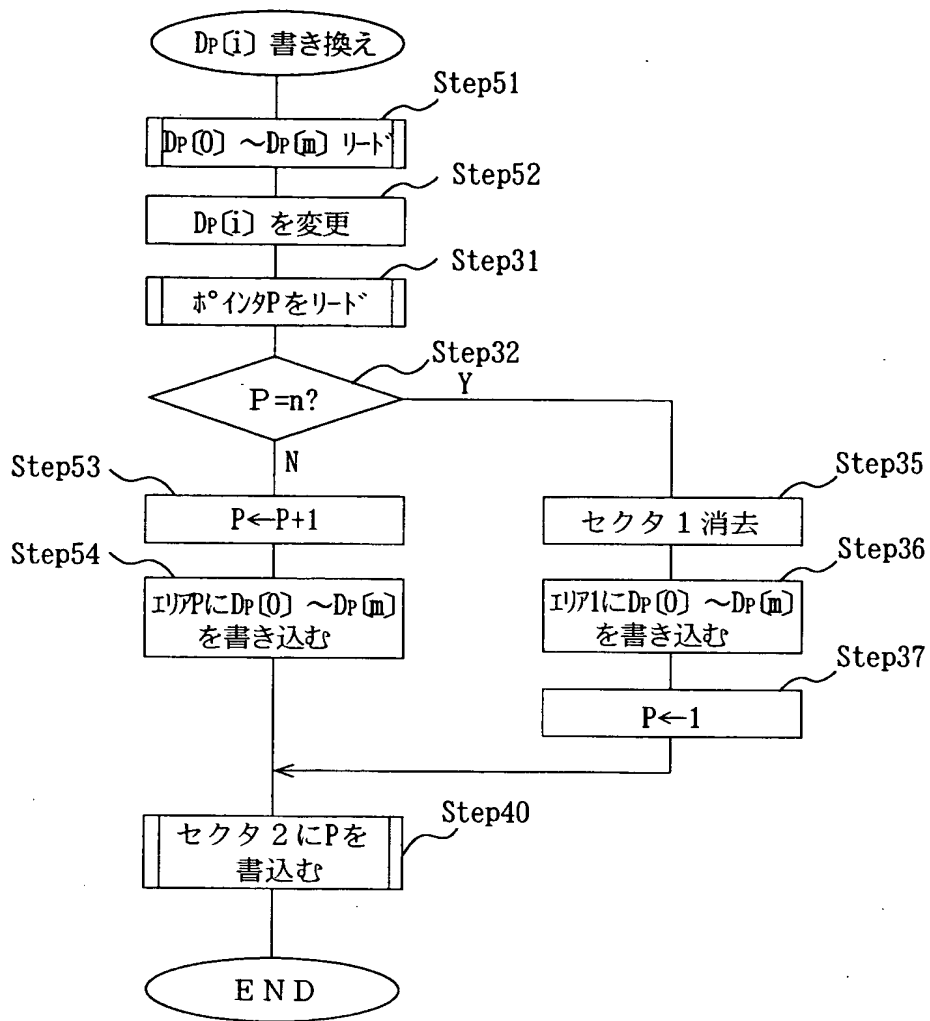 DP[i] 書き換え
Step51
DP[0] ～DP[m] ﾘｰﾄﾞ
Step52
DP[i] を変更
Step31
ﾎﾟｲﾝﾀPをﾘｰﾄﾞ
Step32
P=n?
Y
N
Step53
P←P+1
Step54
ｴﾘｱPにDP[0] ～DP[m]
を書き込む
Step35
セクタ1消去
Step36
ｴﾘｱ1にDP[0] ～DP[m]
を書き込む
Step37
P←1
Step40
セクタ2にPを
書込む
END